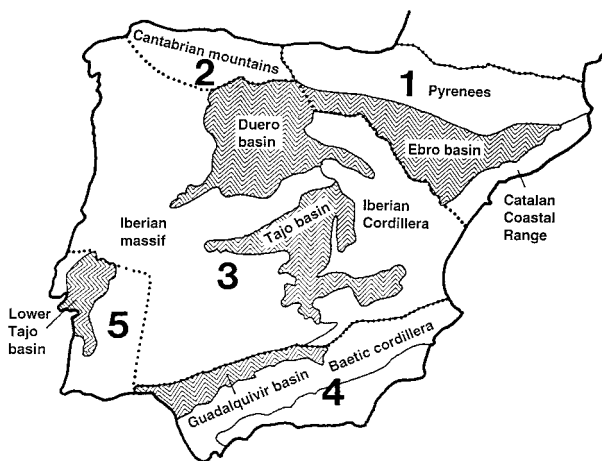 Cantabrian mountains
2
1
Pyrenees
Duero
basin
Ebro basin
Catalan
Coastal
Range
Iberian
Cordillera
Tajo basin
Iberian
massif
3
Lower
Tajo
basin
5
Guadalquivir basin
Baetic cordillera
4